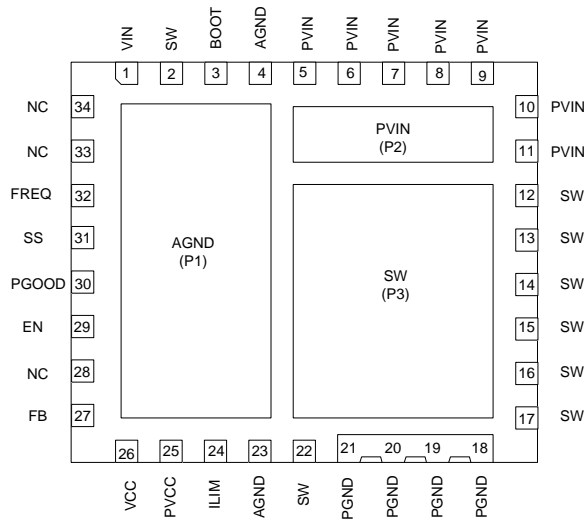 VIN SW BOOT AGND PVIN PVIN PVIN PVIN PVIN
1 2 3 4 5 6 7 8 9
NC 34 10 PVIN
PVIN
(P2)
NC 33 11 PVIN
FREQ 32 12 SW
SS 31 13 SW
AGND
(P1)
SW
(P3)
PGOOD 30 14 SW
EN 29 15 SW
NC 28 16 SW
FB 27 17 SW
26 25 24 23 22 21 20 19 18
VCC PVCC ILIM AGND SW PGND PGND PGND PGND